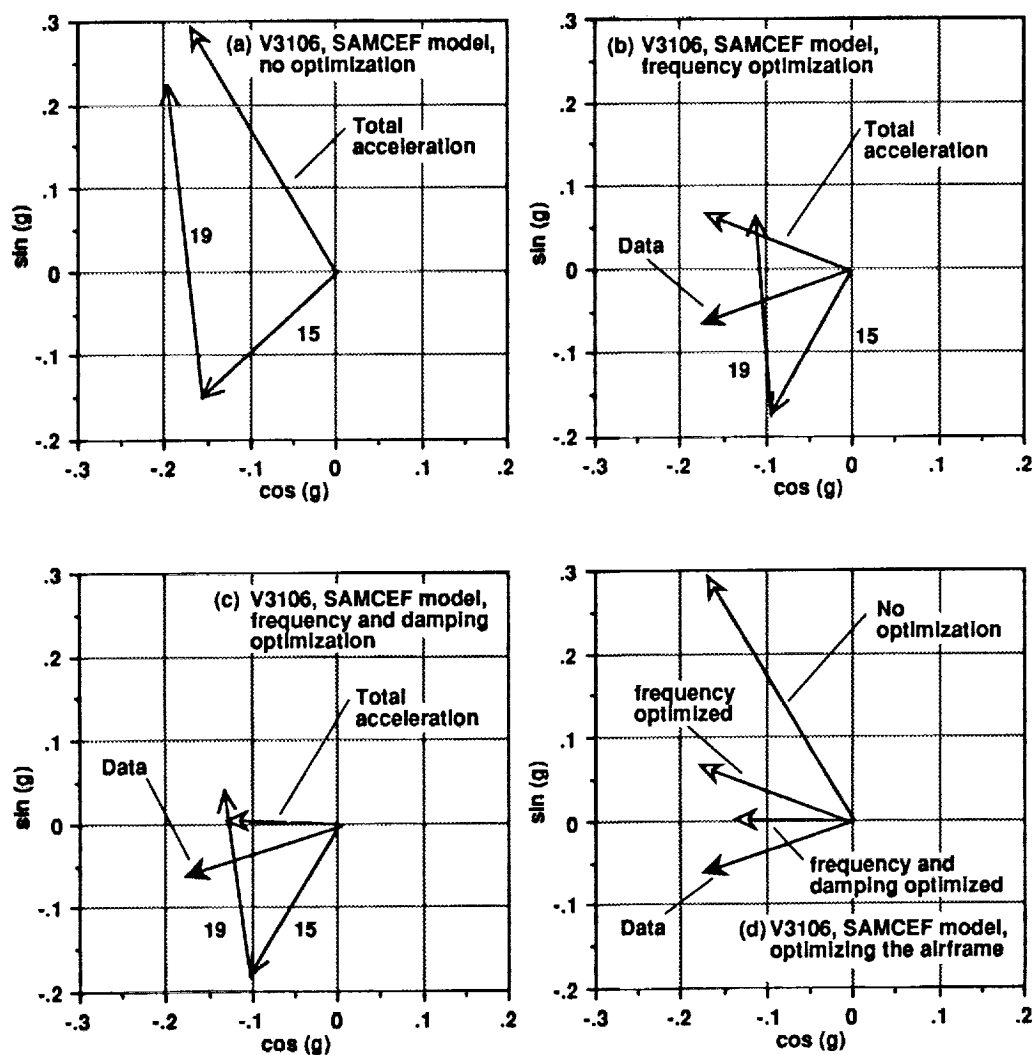 (a) V3106, SAMCEF model,
no optimization
Total
acceleration
19
15
sin (g)
.3
.2
.1
0
-.1
-.2
-.3
-.2
-.1
0
.1
.2
cos (g)
(b) V3106, SAMCEF model,
frequency optimization
Total
acceleration
Data
19
15
sin (g)
.3
.2
.1
0
-.1
-.2
-.3
-.2
-.1
0
.1
.2
cos (g)
(c) V3106, SAMCEF model,
frequency and damping
optimization
Total
acceleration
Data
19
15
sin (g)
.3
.2
.1
0
-.1
-.2
-.3
-.2
-.1
0
.1
.2
cos (g)
No
optimization
frequency
optimized
frequency and
damping optimized
Data
(d) V3106, SAMCEF model,
optimizing the airframe
sin (g)
.3
.2
.1
0
-.1
-.2
-.3
-.2
-.1
0
.1
.2
cos (g)